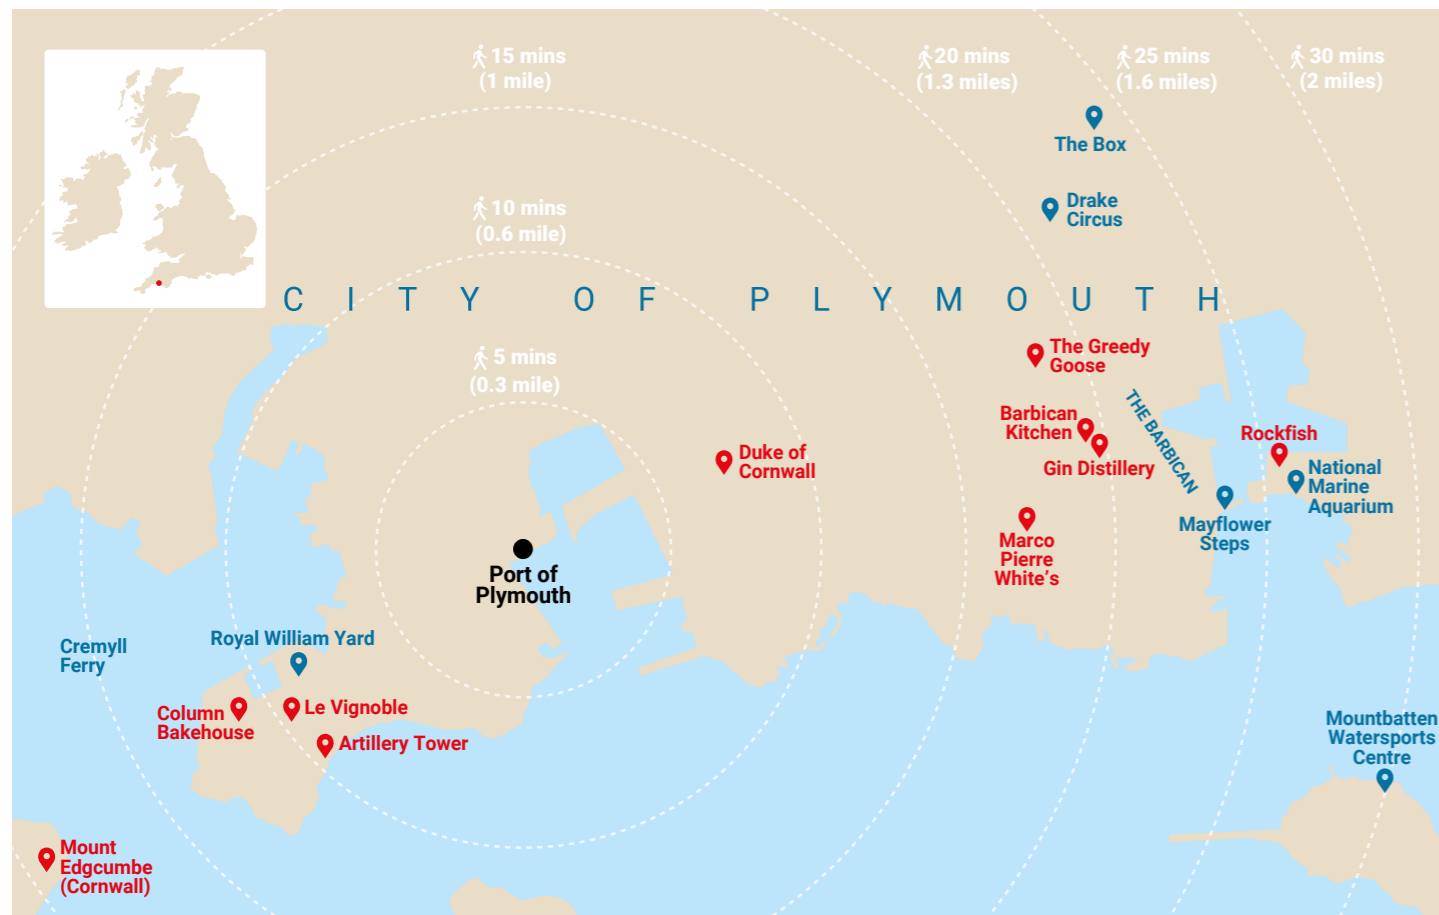 15 mins
(1 mile)
20 mins
(1.3 miles)
25 mins
(1.6 miles)
30 mins
(2 miles)
The Box
10 mins
(0.6 mile)
Drake
Circus
CITY OF PLYMOUTH
5 mins
(0.3 mile)
The Greedy
Goose
Barbican
Kitchen
Gin Distillery
THE BARBICAN
Rockfish
National
Marine
Aquarium
Duke of
Cornwall
Mayflower
Steps
Marco
Pierre
White's
Port of
Plymouth
Cremyll
Ferry
Royal William Yard
Column
Bakehouse
Le Vignoble
Artillery Tower
Mountbatten
Watersports
Centre
Mount
Edgcumbe
(Cornwall)